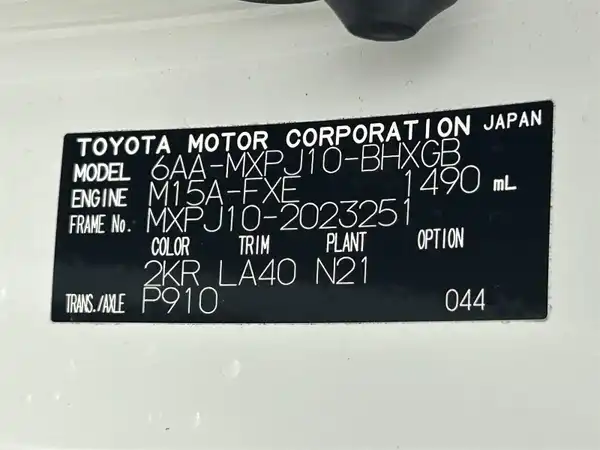 TOYOTA MOTOR CORPORATION JAPAN
MODEL 6AA-MXPJ10-BHXGB
ENGINE M15A-FXE 1490 mL
FRAME No. MXPJ10-2023251
COLOR TRIM PLANT OPTION
2KR LA40 N21
TRANS./AXLE P910 044